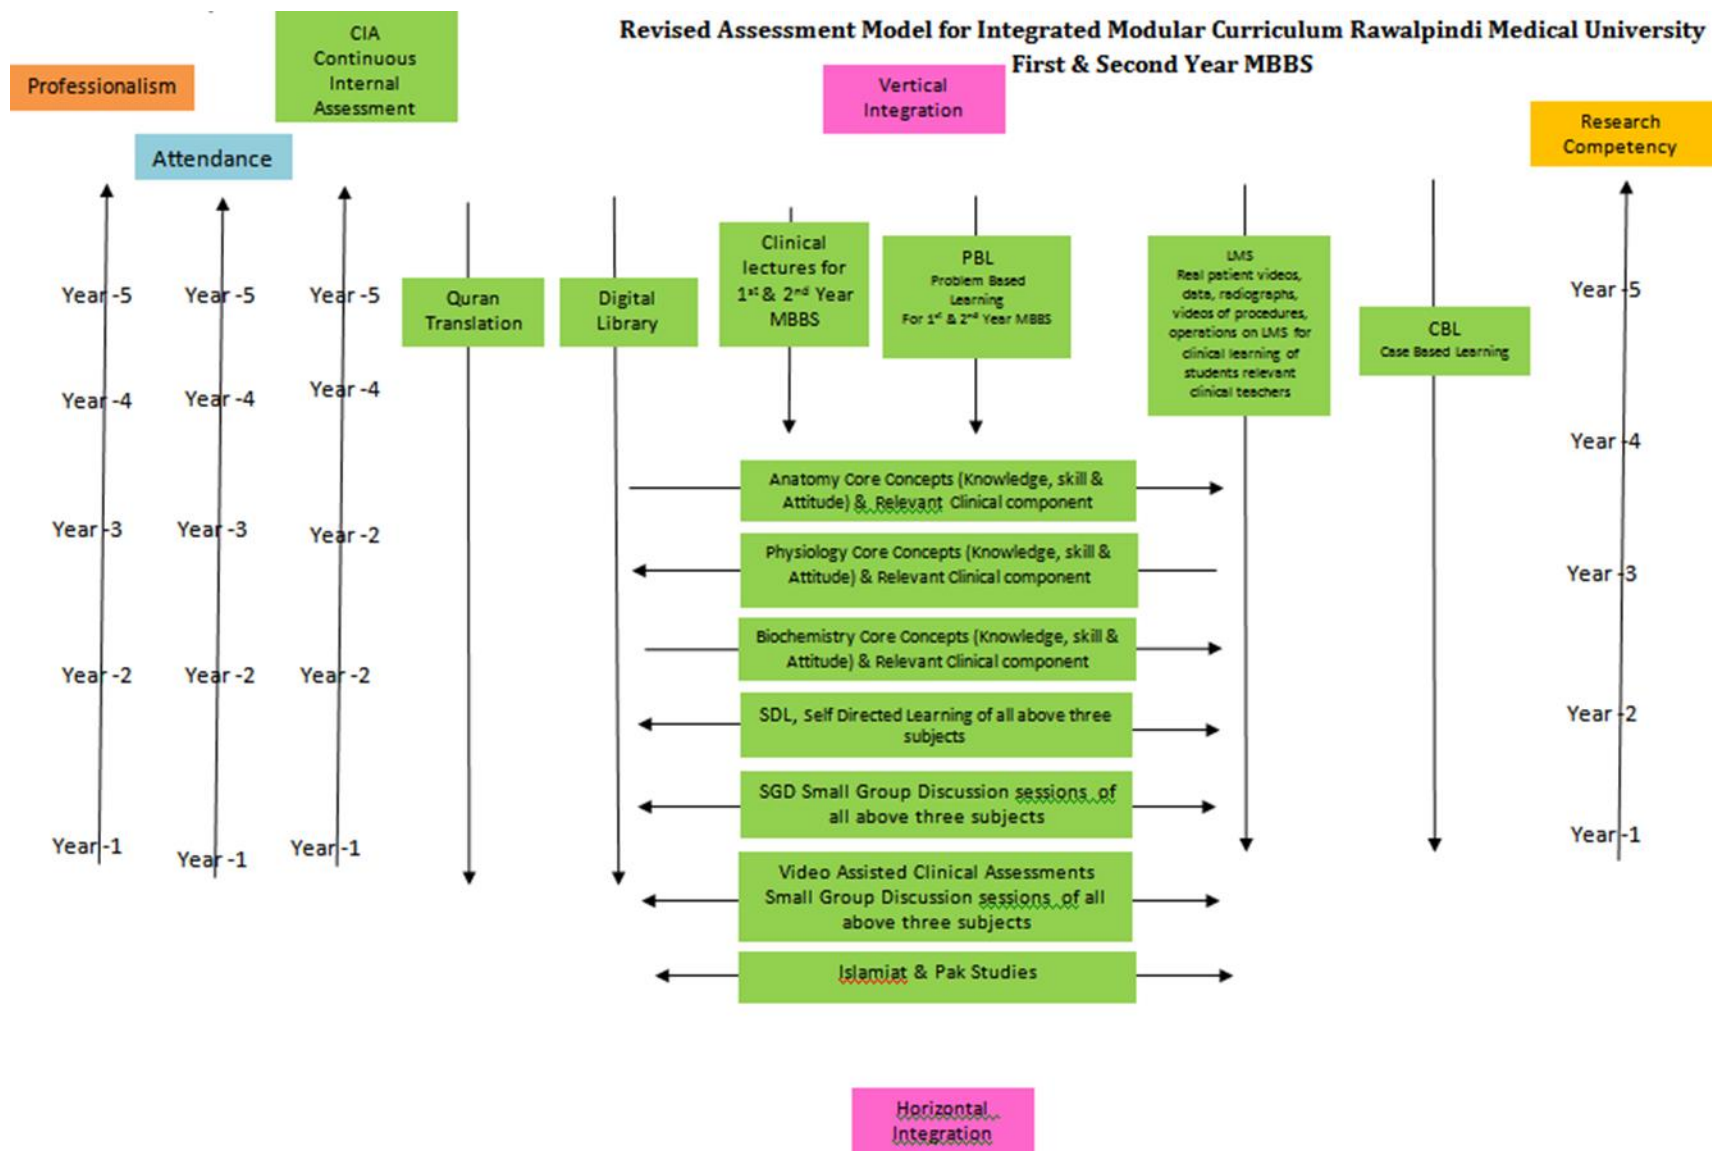 Revised Assessment Model for Integrated Modular Curriculum Rawalpindi Medical University
First & Second Year MBBS
Professionalism
Attendance
CIA
Continuous
Internal
Assessment
Vertical
Integration
Research
Competency
Year -5
Year -4
Year -3
Year -2
Year -1
Year -5
Year -4
Year -3
Year -2
Year -1
Year -5
Year -4
Year -2
Year -2
Year -1
Quran
Translation
Digital
Library
Clinical
lectures for
1st & 2nd Year
MBBS
PBL
Problem Based
Learning
For 1st & 2nd Year MBBS
LMS
Real patient videos,
data, radiographs,
videos of procedures,
operations on LMS for
clinical learning of
students relevant
clinical teachers
CBL
Case Based Learning
Year -5
Year -4
Year -3
Year -2
Year -1
Anatomy Core Concepts (Knowledge, skill &
Attitude) & Relevant Clinical component
Physiology Core Concepts (Knowledge, skill &
Attitude) & Relevant Clinical component
Biochemistry Core Concepts (Knowledge, skill &
Attitude) & Relevant Clinical component
SDL, Self Directed Learning of all above three
subjects
SGD Small Group Discussion sessions of
all above three subjects
Video Assisted Clinical Assessments
Small Group Discussion sessions of all
above three subjects
Islamiat & Pak Studies
Horizontal
Integration